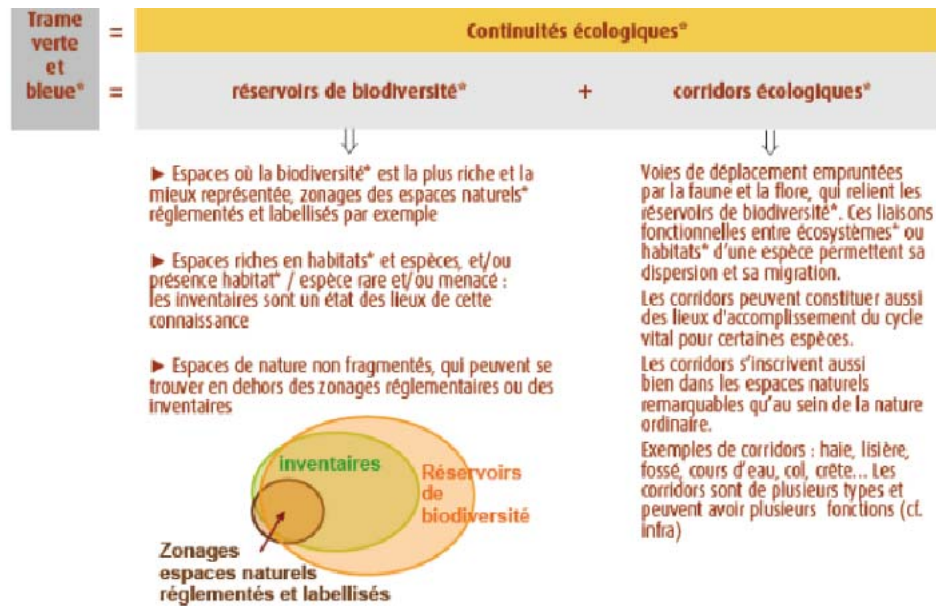 Trame
verte
et
bleue*
= Continuités écologiques*
= réservoirs de biodiversité* + corridors écologiques*
► Espaces où la biodiversité* est la plus riche et la
mieux représentée, zonages des espaces naturels*
réglementés et labellisés par exemple
► Espaces riches en habitats* et espèces, et/ou
présence habitat* / espèce rare et/ou menacé :
les inventaires sont un état des lieux de cette
connaissance
► Espaces de nature non fragmentés, qui peuvent se
trouver en dehors des zonages réglementaires ou des
inventaires
inventaires
Réservoirs
de
biodiversité
Zonages
espaces naturels
réglementés et labellisés
Voies de déplacement empruntées
par la faune et la flore, qui relient les
réservoirs de biodiversité*. Ces liaisons
fonctionnelles entre écosystèmes* ou
habitats* d'une espèce permettent sa
dispersion et sa migration.
Les corridors peuvent constituer aussi
des lieux d'accomplissement du cycle
vital pour certaines espèces.
Les corridors s'inscrivent aussi
bien dans les espaces naturels
remarquables qu'au sein de la nature
ordinaire.
Exemples de corridors : haie, lisière,
fossé, cours d'eau, col, crête... Les
corridors sont de plusieurs types et
peuvent avoir plusieurs fonctions (cf.
infra)